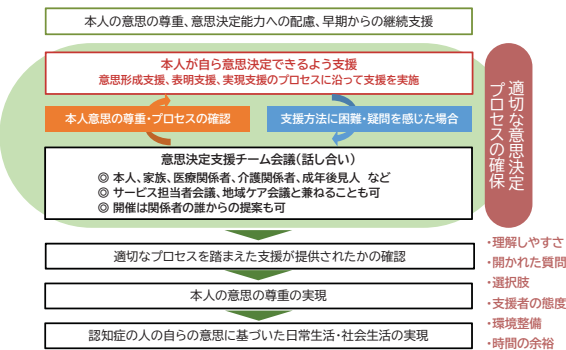 本人の意思の尊重、意思決定能力への配慮、早期からの継続支援
本人が自ら意思決定できるよう支援
意思形成支援、表明支援、実現支援のプロセスに沿って支援を実施
本人意思の尊重・プロセスの確認
支援方法に困難・疑問を感じた場合
意思決定支援チーム会議（話し合い）
◎ 本人、家族、医療関係者、介護関係者、成年後見人 など
◎ サービス担当者会議、地域ケア会議と兼ねることも可
◎ 開催は関係者の誰からの提案も可
適切なプロセスを踏まえた支援が提供されたかの確認
本人の意思の尊重の実現
認知症の人の自らの意思に基づいた日常生活・社会生活の実現
適切な意思決定
プロセスの確保
・理解しやすさ
・開かれた質問
・選択肢
・支援者の態度
・環境整備
・時間の余裕